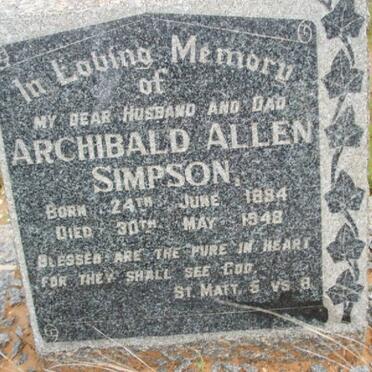 In Loving Memory
of
MY DEAR HUSBAND AND DAD
ARCHIBALD ALLEN
SIMPSON.
BORN 24TH JUNE 1884
DIED 30TH MAY 1948
BLESSED ARE THE PURE IN HEART
FOR THEY SHALL SEE GOD.
ST. MATT. 5 VS 8.